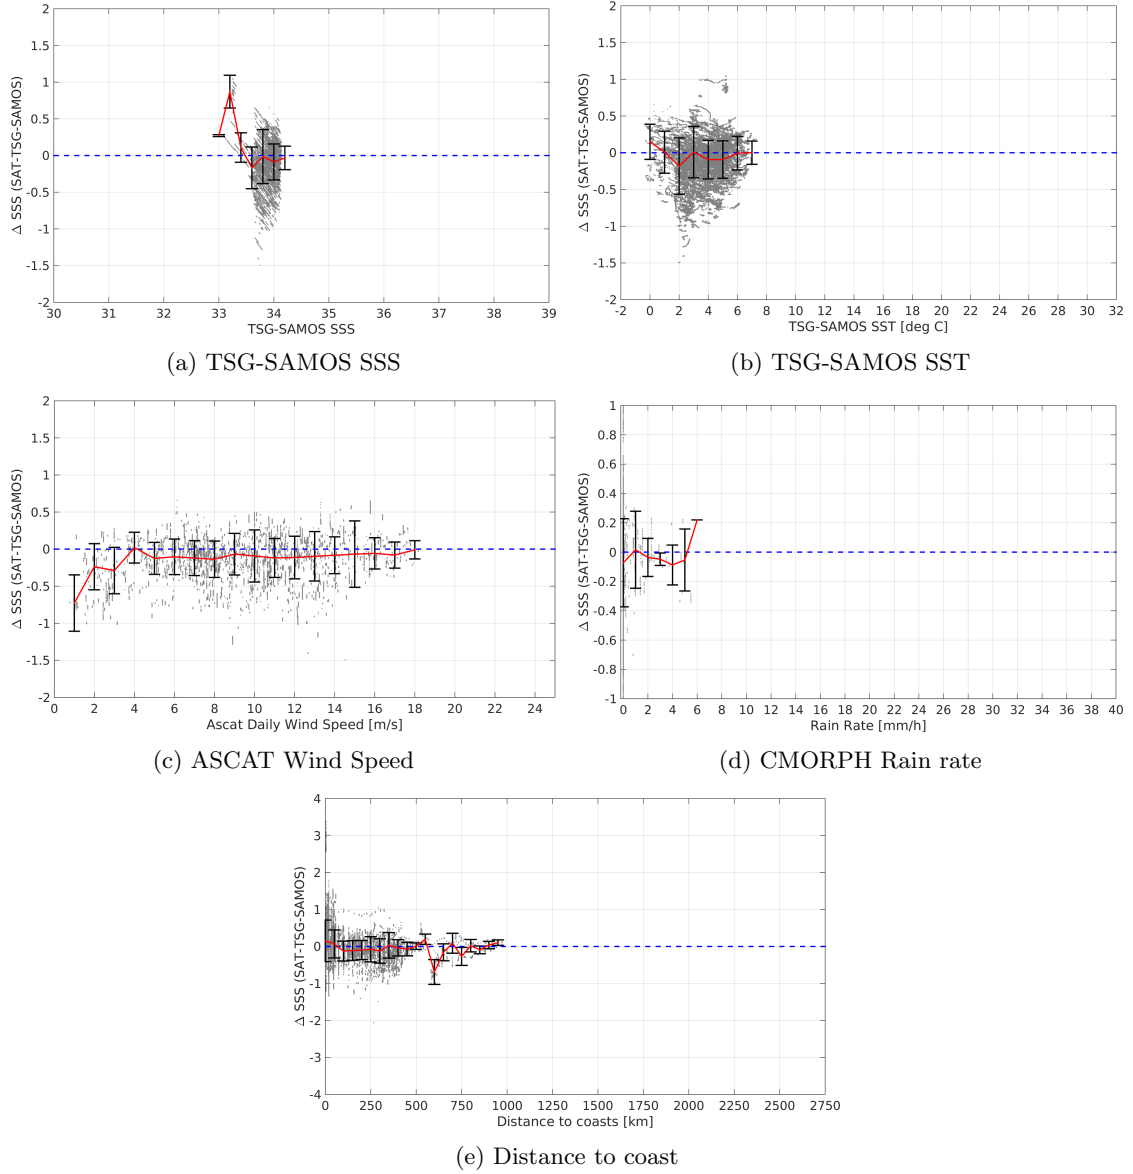 2
1.5
1
0.5
0
-0.5
-1
-1.5
-2
Δ SSS (SAT-TSG-SAMOS)
30 31 32 33 34 35 36 37 38 39
TSG-SAMOS SSS
(a) TSG-SAMOS SSS
2
1.5
1
0.5
0
-0.5
-1
-1.5
-2
Δ SSS (SAT-TSG-SAMOS)
-2 0 2 4 6 8 10 12 14 16 18 20 22 24 26 28 30 32
TSG-SAMOS SST [deg C]
(b) TSG-SAMOS SST
2
1.5
1
0.5
0
-0.5
-1
-1.5
-2
Δ SSS (SAT-TSG-SAMOS)
0 2 4 6 8 10 12 14 16 18 20 22 24
Ascat Daily Wind Speed [m/s]
(c) ASCAT Wind Speed
1
0.8
0.6
0.4
0.2
0
-0.2
-0.4
-0.6
-0.8
-1
Δ SSS (SAT-TSG-SAMOS)
0 2 4 6 8 10 12 14 16 18 20 22 24 26 28 30 32 34 36 38 40
Rain Rate [mm/h]
(d) CMORPH Rain rate
4
3
2
1
0
-1
-2
-3
-4
Δ SSS (SAT-TSG-SAMOS)
0 250 500 750 1000 1250 1500 1750 2000 2250 2500 2750
Distance to coasts [km]
(e) Distance to coast